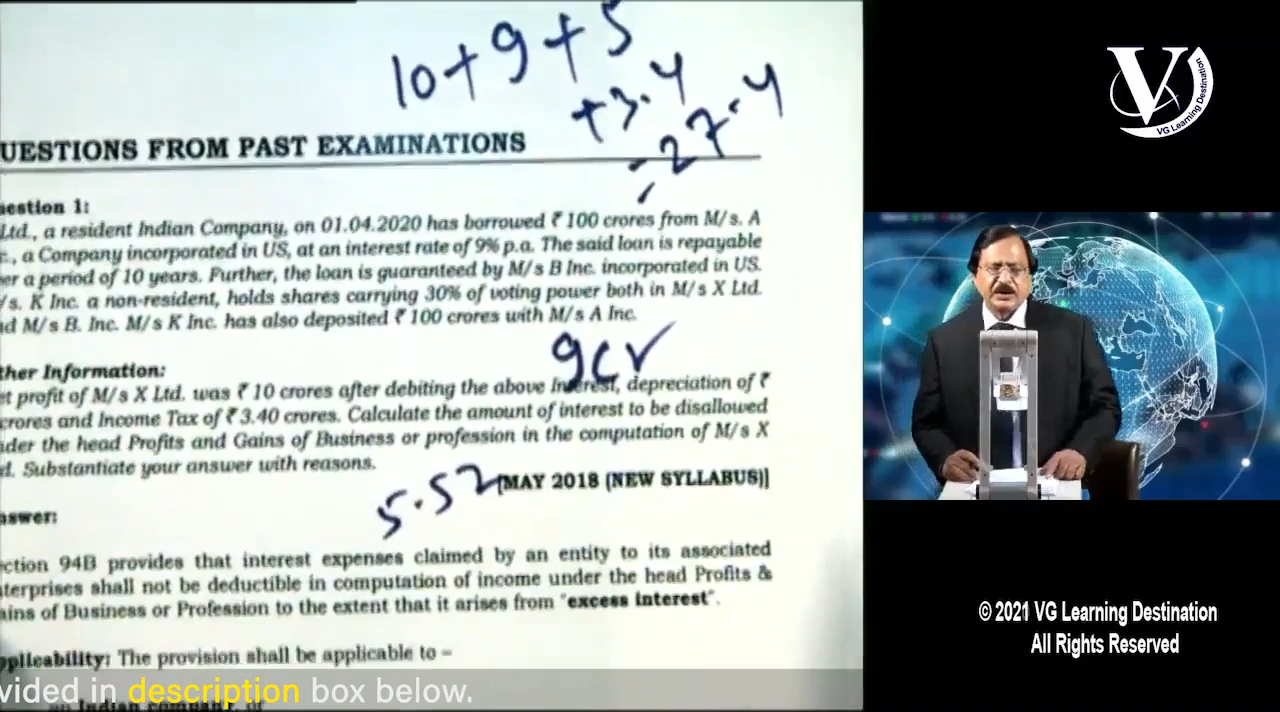 10+9+5
+3.4
=27.4
UESTIONS FROM PAST EXAMINATIONS
estion 1:
Ltd., a resident Indian Company, on 01.04.2020 has borrowed ₹ 100 crores from M/s. A
c., a Company incorporated in US, at an interest rate of 9% p.a. The said loan is repayable
er a period of 10 years. Further, the loan is guaranteed by M/s B Inc. incorporated in US.
/s. K Inc. a non-resident, holds shares carrying 30% of voting power both in M/s X Ltd.
nd M/s B. Inc. M/s K Inc. has also deposited ₹ 100 crores with M/s A Inc.
9cr
ther Information:
et profit of M/s X Ltd. was ₹ 10 crores after debiting the above Interest, depreciation of ₹
crores and Income Tax of ₹ 3.40 crores. Calculate the amount of interest to be disallowed
nder the head Profits and Gains of Business or profession in the computation of M/s X
d. Substantiate your answer with reasons.
5.52
[MAY 2018 (NEW SYLLABUS)]
nswer:
ction 94B provides that interest expenses claimed by an entity to its associated
terprises shall not be deductible in computation of income under the head Profits &
ains of Business or Profession to the extent that it arises from "excess interest".
pplicability: The provision shall be applicable to –
an Indian company, or
vided in description box below.
V
VG Learning Destination
© 2021 VG Learning Destination
All Rights Reserved